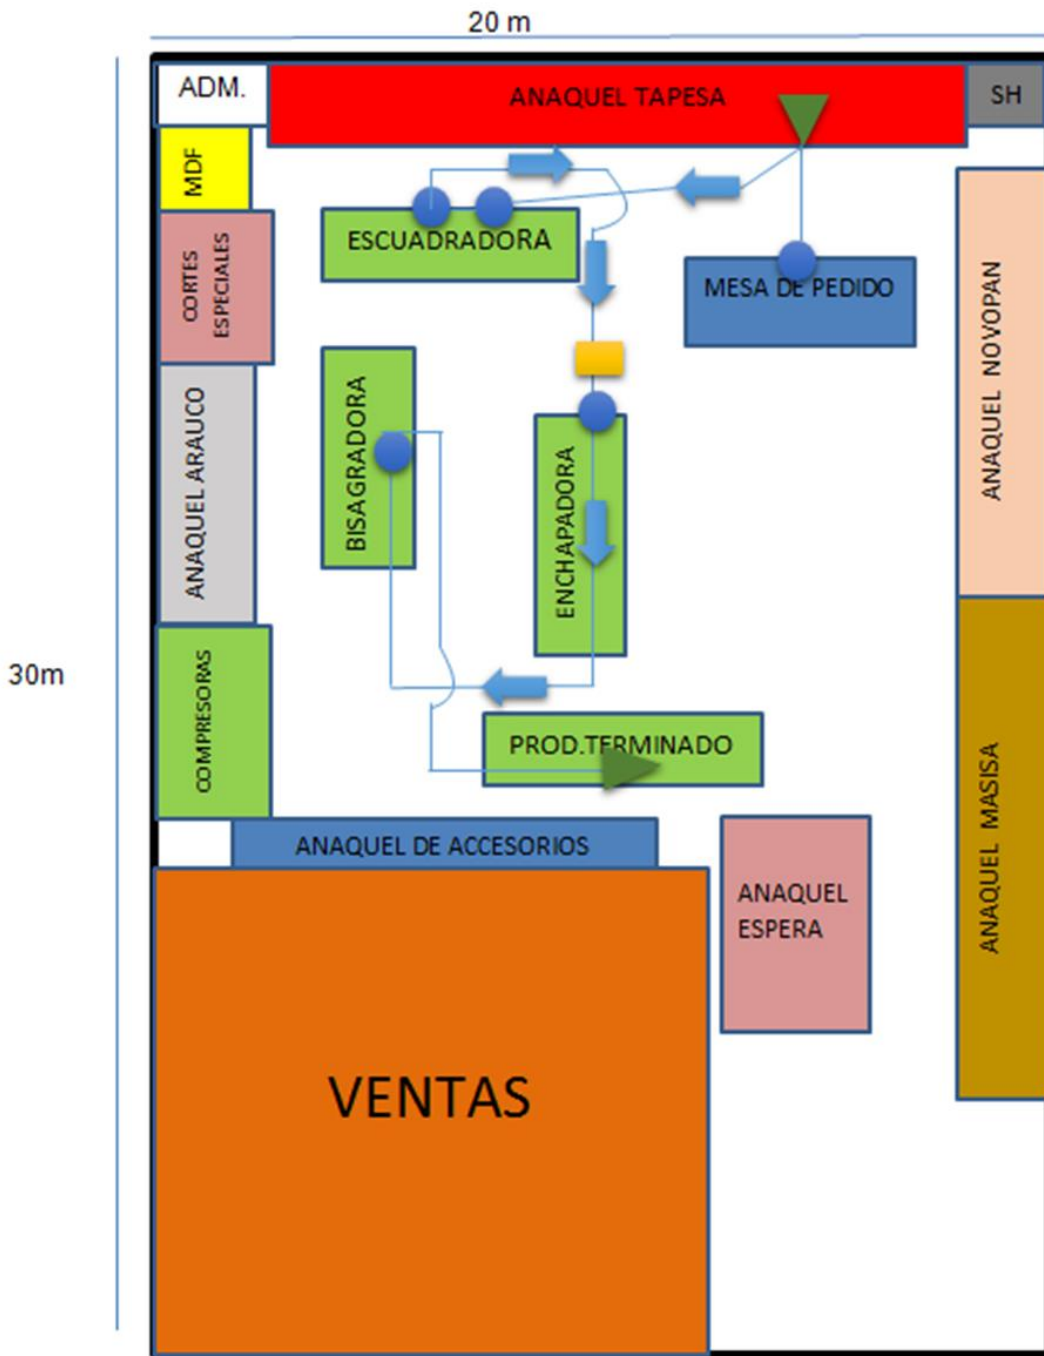 20 m
ADM.
ANAQUEL TAPESA
SH
MDF
ESCUADRADORA
CORTES
ESPECIALES
MESA DE PEDIDO
ANAQUEL NOVOPAN
BISAGRADORA
ANAQUEL ARAUCO
ENCHAPADORA
30m
COMPRESORAS
PROD.TERMINADO
ANAQUEL MASISA
ANAQUEL DE ACCESORIOS
ANAQUEL
ESPERA
VENTAS